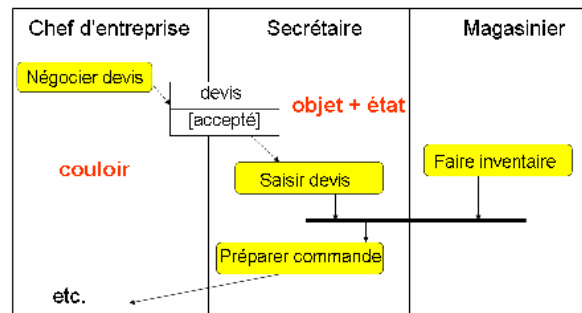 Chef d'entreprise
Secrétaire
Magasinier
Négocier devis
devis
[accepté]
objet + état
couloir
Saisir devis
Faire inventaire
Préparer commande
etc.